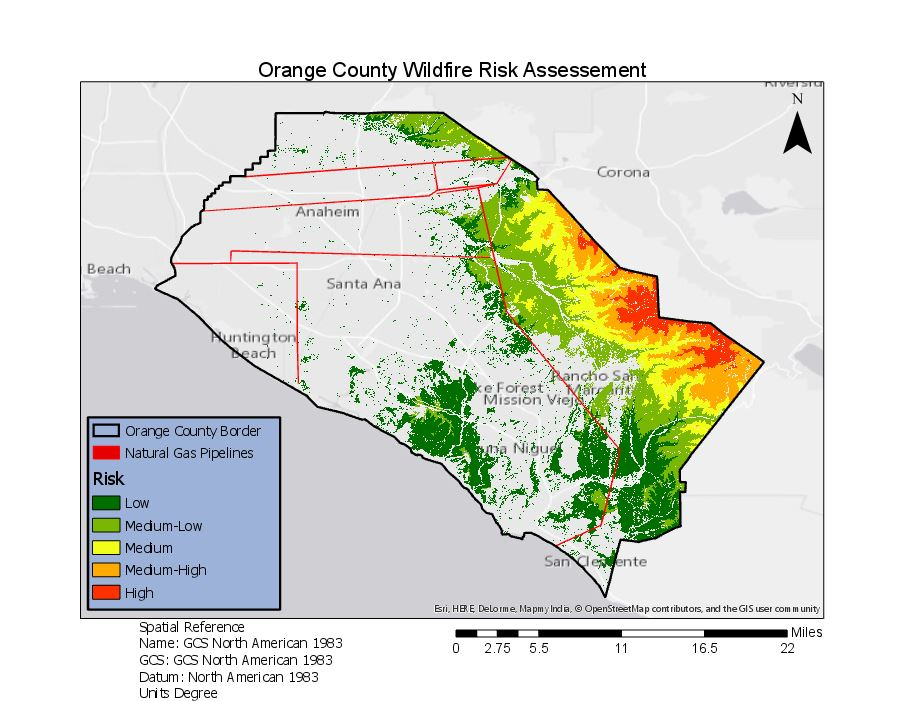 Orange County Wildfire Risk Assessement
N
Corona
Anaheim
Beach
Santa Ana
Huntington
Beach
Rancho San
Forest
Mission Viejo
San Clemente
Orange County Border
Natural Gas Pipelines
Risk
Low
Medium-Low
Medium
Medium-High
High
Esri, HERE, DeLorme, MapmyIndia, © OpenStreetMap contributors, and the GIS user community
Spatial Reference
Name: GCS North American 1983
GCS: GCS North American 1983
Datum: North American 1983
Units Degree
Miles
0 2.75 5.5 11 16.5 22